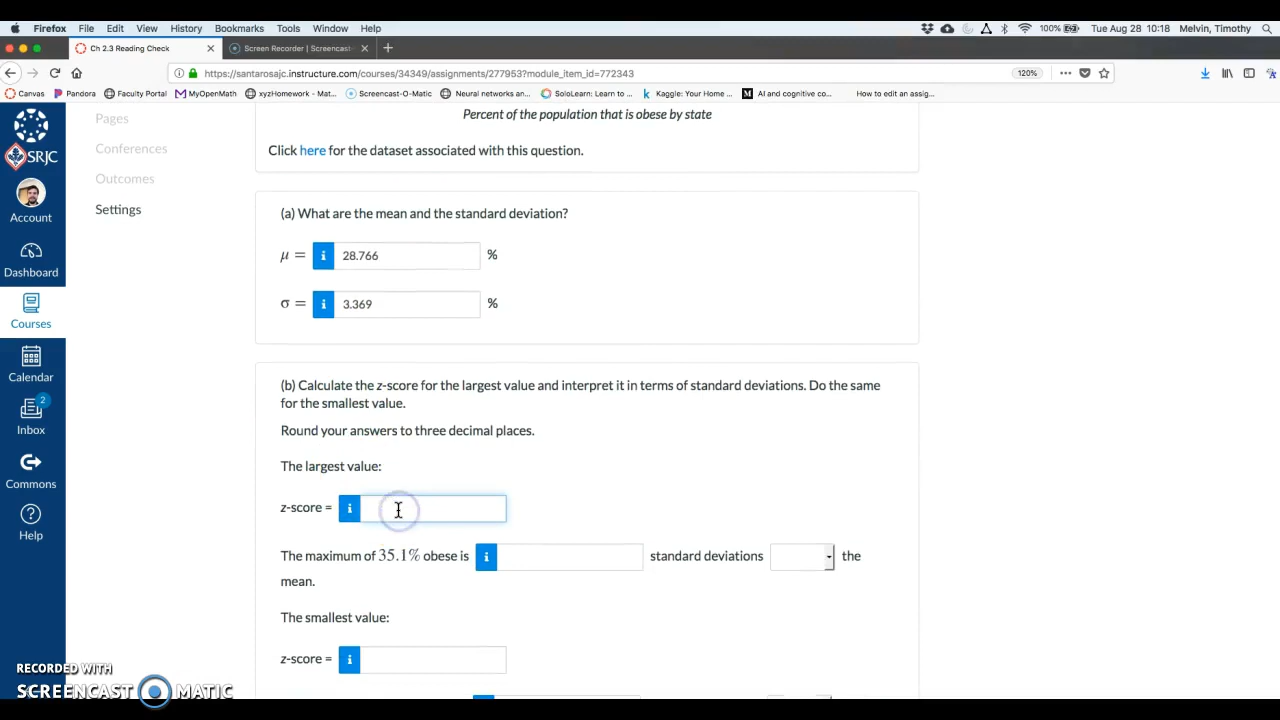 Firefox File Edit View History Bookmarks Tools Window Help 100% Tue Aug 28 10:18 Melvin, Timothy
Ch 2.3 Reading Check × Screen Recorder | Screencast- × +
https://santarosajc.instructure.com/courses/34349/assignments/277953?module_item_id=772343 120%
Canvas Pandora Faculty Portal MyOpenMath xyzHomework - Mat... Screencast-O-Matic Neural networks an... SoloLearn: Learn to ... Kaggle: Your Home ... AI and cognitive co... How to edit an assig...
SRJC
Account
Dashboard
Courses
Calendar
2
Inbox
Commons
Help
Pages
Conferences
Outcomes
Settings
Percent of the population that is obese by state
Click here for the dataset associated with this question.
(a) What are the mean and the standard deviation?
μ = i 28.766 %
σ = i 3.369 %
(b) Calculate the z-score for the largest value and interpret it in terms of standard deviations. Do the same
for the smallest value.
Round your answers to three decimal places.
The largest value:
z-score = i
The maximum of 35.1% obese is i standard deviations the
mean.
The smallest value:
z-score = i
RECORDED WITH
SCREENCAST MATIC